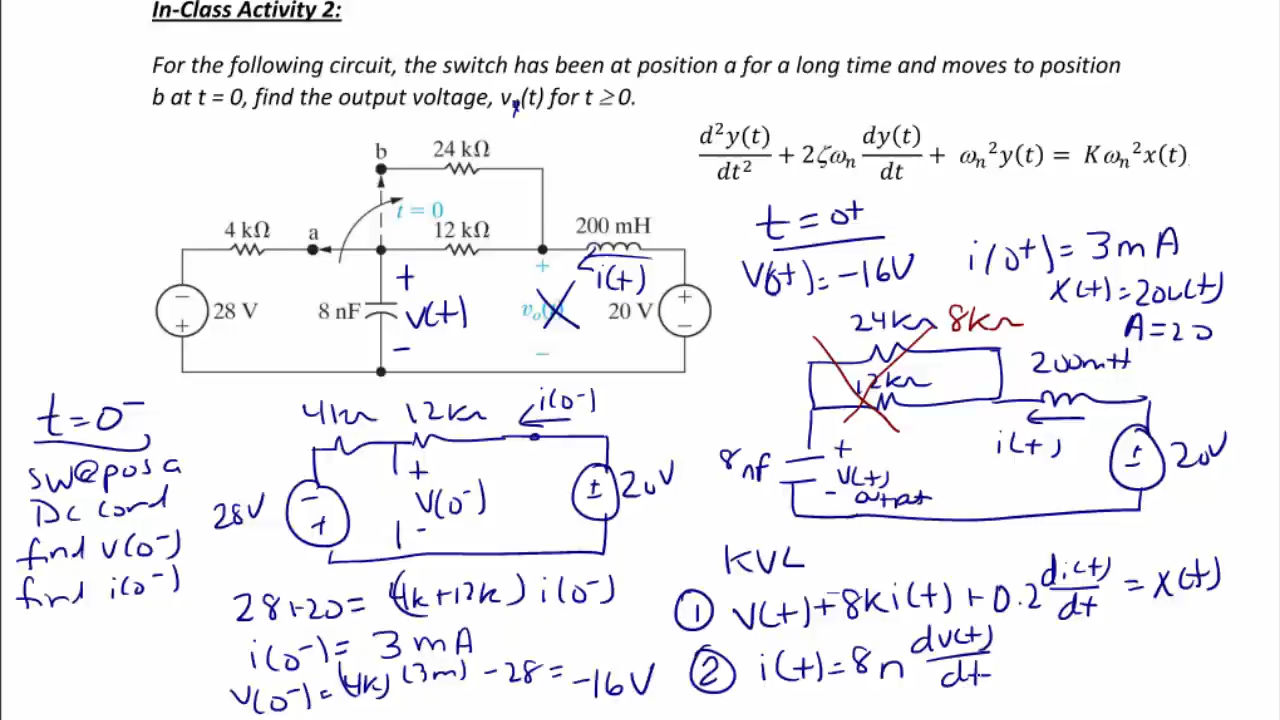 In-Class Activity 2:
For the following circuit, the switch has been at position a for a long time and moves to position
b at t = 0, find the output voltage, v (t) for t ≥ 0.
d²y(t)/dt² + 2ζωn dy(t)/dt + ωn²y(t) = Kωn²x(t)
b
24 kΩ
t = 0
4 kΩ
a
12 kΩ
200 mH
+
+
i(t)
28 V
8 nF
v(t)
vo(t)
20 V
−
−
−
+
+
−
t = 0+
V(0+) = -16V
i(0+) = 3mA
x(t) = 20u(t)
A = 20
24kΩ 8kΩ
12kΩ
200mH
i(t)
8 nf
+
v(t)
- output
±
20V
t = 0-
SW@pos a
DC Cond
find v(0-)
find i(0-)
4kΩ 12kΩ
i(0-)
28V
-
+
+
V(0-)
-
±
20V
28+20 = (4k+12k) i(0-)
i(0-) = 3mA
v(0-) = (4k)(3m) - 28 = -16V
KVL
① v(t) + 8k i(t) + 0.2 di(t)/dt = x(t)
② i(t) = 8n dv(t)/dt